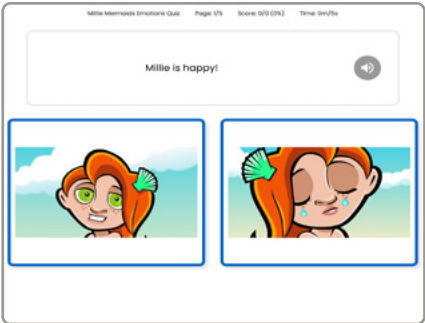 Millie Mermaids Emotions Quiz Page: 1/5 Score: 0/0 (0%) Time: 0m/5s
Millie is happy!